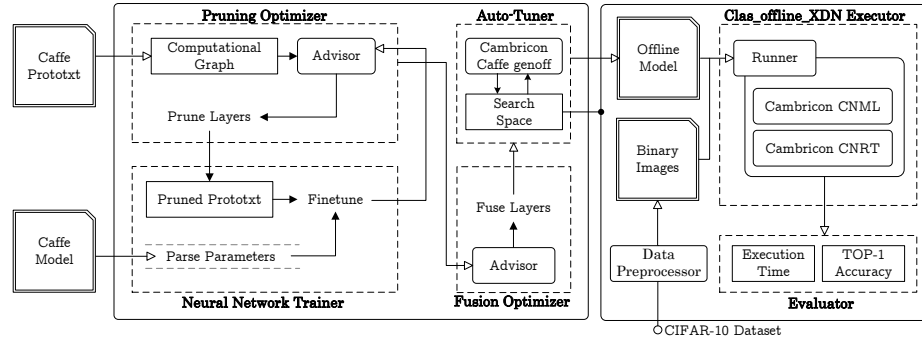 Pruning Optimizer
Auto-Tuner
Clas_offline_XDN Executor
Caffe
Prototxt
Computational
Graph
Advisor
Prune Layers
Cambricon
Caffe genoff
Search
Space
Offline
Model
Runner
Cambricon CNML
Cambricon CNRT
Binary
Images
Pruned Prototxt
Finetune
Fuse Layers
Caffe
Model
Parse Parameters
Advisor
Data
Preprocessor
Execution
Time
TOP-1
Accuracy
Neural Network Trainer
Fusion Optimizer
Evaluator
CIFAR-10 Dataset